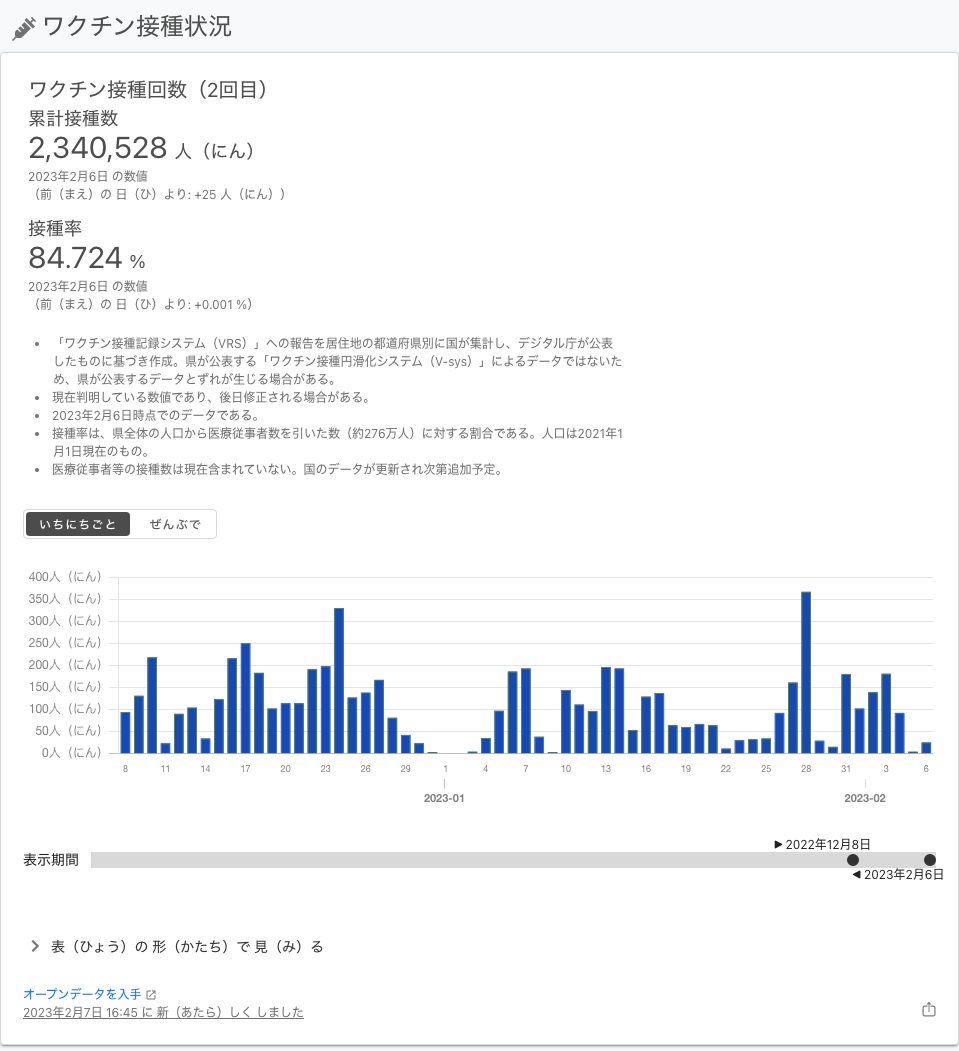 ワクチン接種状況
ワクチン接種回数（2回目）
累計接種数
2,340,528 人（にん）
2023年2月6日 の数値
（前（まえ）の 日（ひ）より: +25 人（にん））
接種率
84.724 %
2023年2月6日 の数値
（前（まえ）の 日（ひ）より: +0.001 %）
• 「ワクチン接種記録システム（VRS）」への報告を居住地の都道府県別に国が集計し、デジタル庁が公表
したものに基づき作成。県が公表する「ワクチン接種円滑化システム（V-sys）」によるデータではないた
め、県が公表するデータとずれが生じる場合がある。
• 現在判明している数値であり、後日修正される場合がある。
• 2023年2月6日時点でのデータである。
• 接種率は、県全体の人口から医療従事者数を引いた数（約276万人）に対する割合である。人口は2021年1
月1日現在のもの。
• 医療従事者等の接種数は現在含まれていない。国のデータが更新され次第追加予定。
いちにちごと ぜんぶで
400人（にん）
350人（にん）
300人（にん）
250人（にん）
200人（にん）
150人（にん）
100人（にん）
50人（にん）
0人（にん）
8 11 14 17 20 23 26 29 1 4 7 10 13 16 19 22 25 28 31 3 6
2023-01 2023-02
▶ 2022年12月8日
表示期間
◀ 2023年2月6日
表（ひょう）の 形（かたち）で 見（み）る
オープンデータを入手
2023年2月7日 16:45 に 新（あたら）しく しました